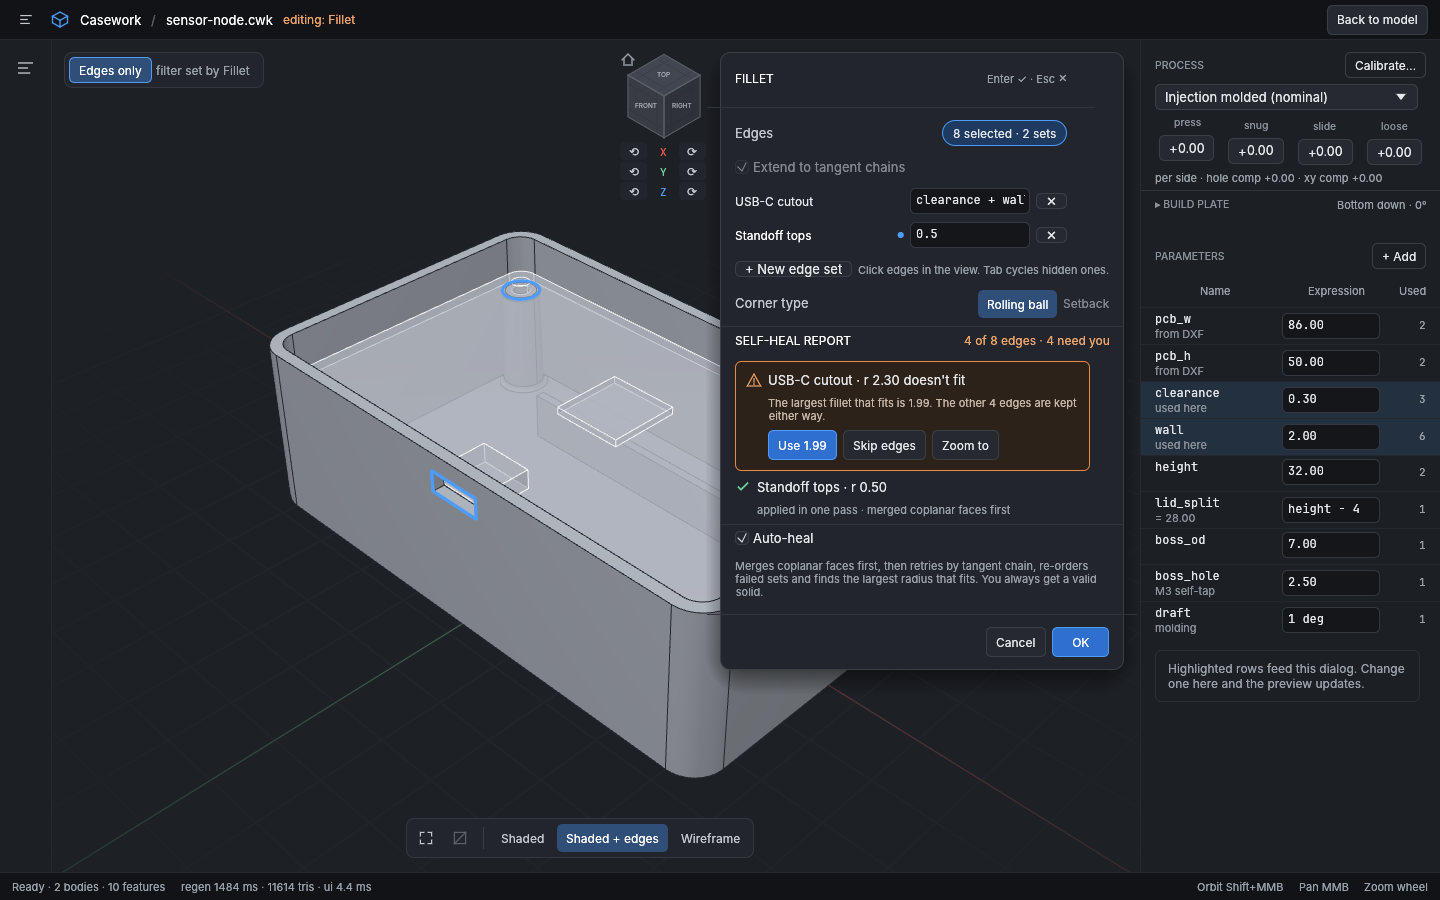 Casework / sensor-node.cwk editing: Fillet
Back to model
Edges only filter set by Fillet
TOP
FRONT RIGHT
X
Y
Z
FILLET
Enter ✓ · Esc ×
Edges
8 selected · 2 sets
Extend to tangent chains
USB-C cutout
clearance + wal
Standoff tops
0.5
+ New edge set
Click edges in the view. Tab cycles hidden ones.
Corner type
Rolling ball
Setback
SELF-HEAL REPORT
4 of 8 edges · 4 need you
USB-C cutout · r 2.30 doesn't fit
The largest fillet that fits is 1.99. The other 4 edges are kept
either way.
Use 1.99
Skip edges
Zoom to
Standoff tops · r 0.50
applied in one pass · merged coplanar faces first
Auto-heal
Merges coplanar faces first, then retries by tangent chain, re-orders
failed sets and finds the largest radius that fits. You always get a valid
solid.
Cancel
OK
PROCESS
Calibrate...
Injection molded (nominal)
press snug slide loose
+0.00 +0.00 +0.00 +0.00
per side · hole comp +0.00 · xy comp +0.00
▸ BUILD PLATE
Bottom down · 0°
PARAMETERS
+ Add
Name Expression Used
pcb_w 86.00 2
from DXF
pcb_h 50.00 2
from DXF
clearance 0.30 3
used here
wall 2.00 6
used here
height 32.00 2
lid_split height - 4 1
= 28.00
boss_od 7.00 1
boss_hole 2.50 1
M3 self-tap
draft 1 deg 1
molding
Highlighted rows feed this dialog. Change
one here and the preview updates.
Shaded
Shaded + edges
Wireframe
Ready · 2 bodies · 10 features regen 1484 ms · 11614 tris · ui 4.4 ms
Orbit Shift+MMB Pan MMB Zoom wheel